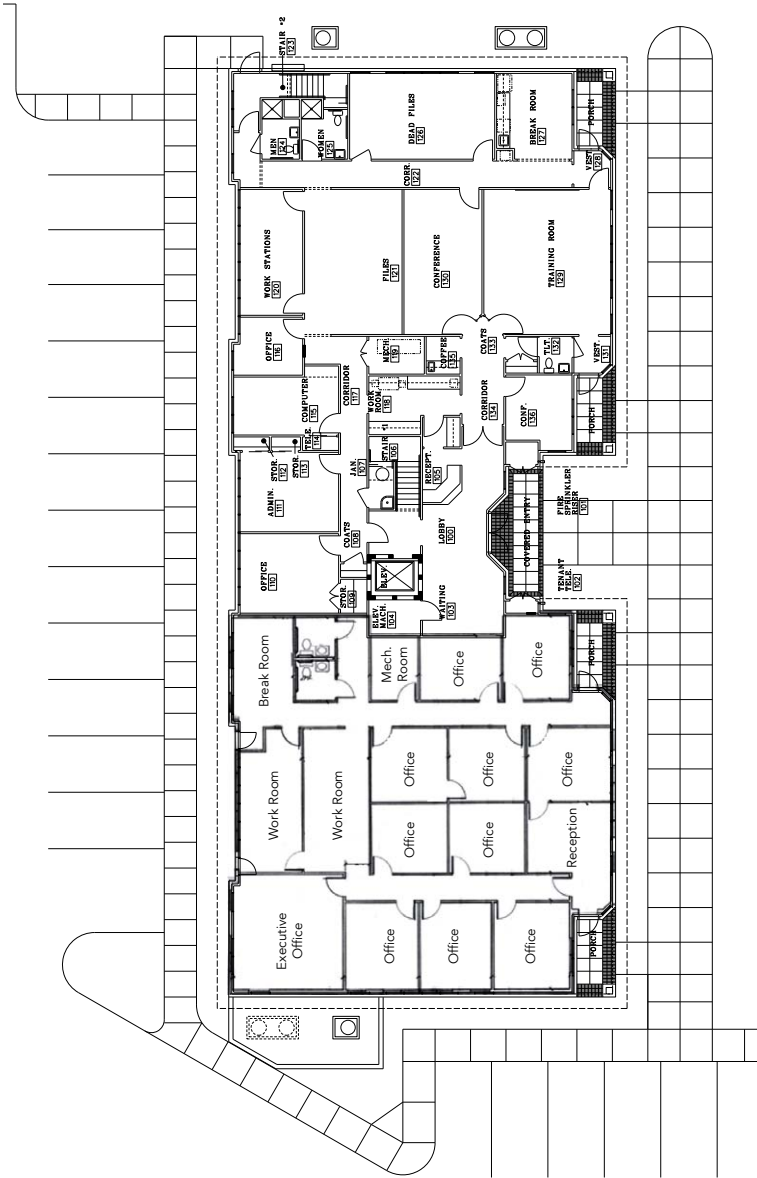 STAIR #2
123
MEN
124
WOMEN
125
DEAD FILES
126
BREAK ROOM
127
PORCH
VEST.
128
CORR.
122
WORK STATIONS
120
FILES
121
CONFERENCE
130
TRAINING ROOM
129
OFFICE
116
MECH.
119
COFFEE
135
COATS
133
TLT.
132
VEST.
131
COMPUTER
115
CORRIDOR
117
WORK
ROOM
118
CORRIDOR
134
CONF.
136
PORCH
TELE.
114
STOR.
112
STOR.
113
ADMIN.
111
JAN.
107
STAIR #1
106
RECEPT.
105
COATS
108
LOBBY
100
COVERED ENTRY
FIRE
SPRINKLER
RISER
101
OFFICE
110
STOR.
109
ELEV.
ELEV.
MACH.
104
WAITING
103
TENANT
TELE.
102
Break Room
Mech.
Room
Office
Office
PORCH
Work Room
Work Room
Office
Office
Office
Office
Office
Reception
Executive
Office
Office
Office
Office
PORCH